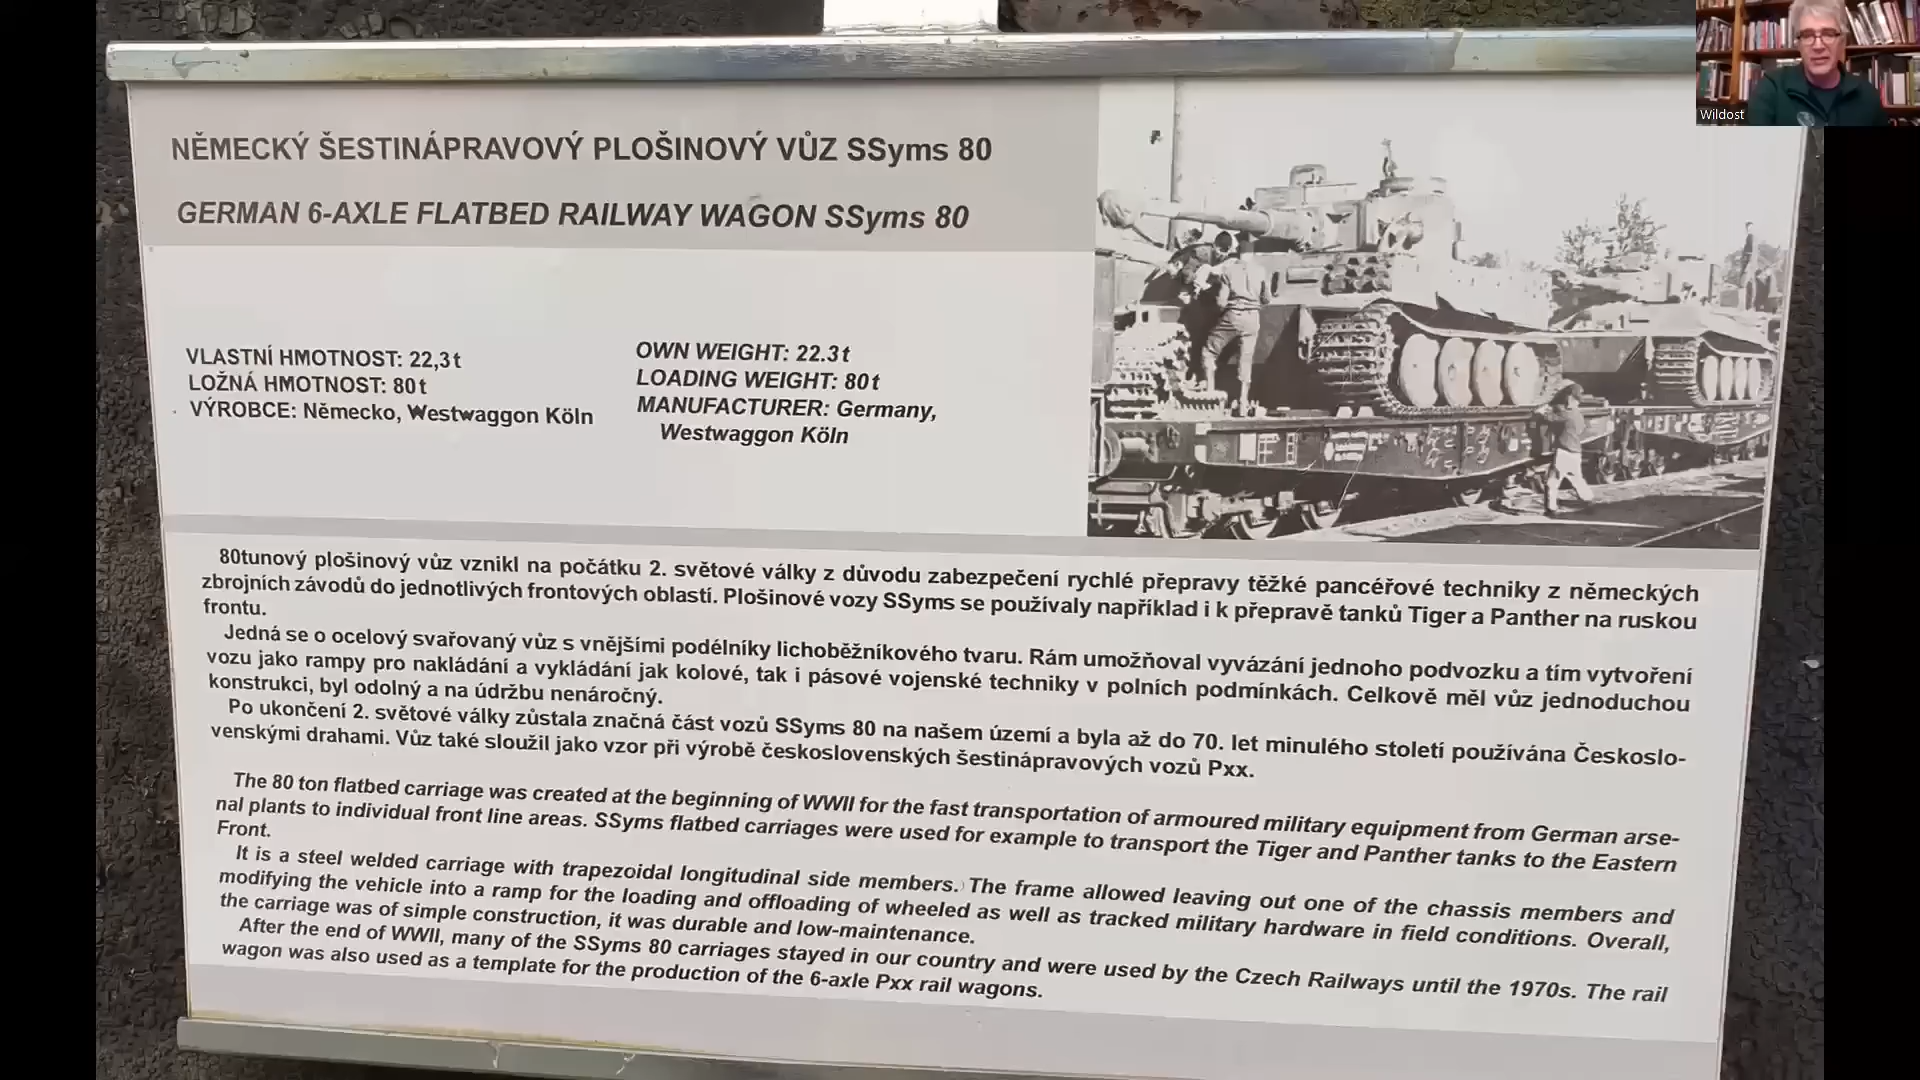 Wildost
NĚMECKÝ ŠESTINÁPRAVOVÝ PLOŠINOVÝ VŮZ SSyms 80
GERMAN 6-AXLE FLATBED RAILWAY WAGON SSyms 80
VLASTNÍ HMOTNOST: 22,3 t
LOŽNÁ HMOTNOST: 80 t
VÝROBCE: Německo, Westwaggon Köln
OWN WEIGHT: 22.3 t
LOADING WEIGHT: 80 t
MANUFACTURER: Germany,
Westwaggon Köln
80tunový plošinový vůz vznikl na počátku 2. světové války z důvodu zabezpečení rychlé přepravy těžké pancéřové techniky z německých
zbrojních závodů do jednotlivých frontových oblastí. Plošinové vozy SSyms se používaly například i k přepravě tanků Tiger a Panther na ruskou
frontu.
Jedná se o ocelový svařovaný vůz s vnějšími podélníky lichoběžníkového tvaru. Rám umožňoval vyvázání jednoho podvozku a tím vytvoření
vozu jako rampy pro nakládání a vykládání jak kolové, tak i pásové vojenské techniky v polních podmínkách. Celkově měl vůz jednoduchou
konstrukci, byl odolný a na údržbu nenáročný.
Po ukončení 2. světové války zůstala značná část vozů SSyms 80 na našem území a byla až do 70. let minulého století používána Českoslo-
venskými drahami. Vůz také sloužil jako vzor při výrobě československých šestinápravových vozů Pxx.
The 80 ton flatbed carriage was created at the beginning of WWII for the fast transportation of armoured military equipment from German arse-
nal plants to individual front line areas. SSyms flatbed carriages were used for example to transport the Tiger and Panther tanks to the Eastern
Front.
It is a steel welded carriage with trapezoidal longitudinal side members. The frame allowed leaving out one of the chassis members and
modifying the vehicle into a ramp for the loading and offloading of wheeled as well as tracked military hardware in field conditions. Overall,
the carriage was of simple construction, it was durable and low-maintenance.
After the end of WWII, many of the SSyms 80 carriages stayed in our country and were used by the Czech Railways until the 1970s. The rail
wagon was also used as a template for the production of the 6-axle Pxx rail wagons.